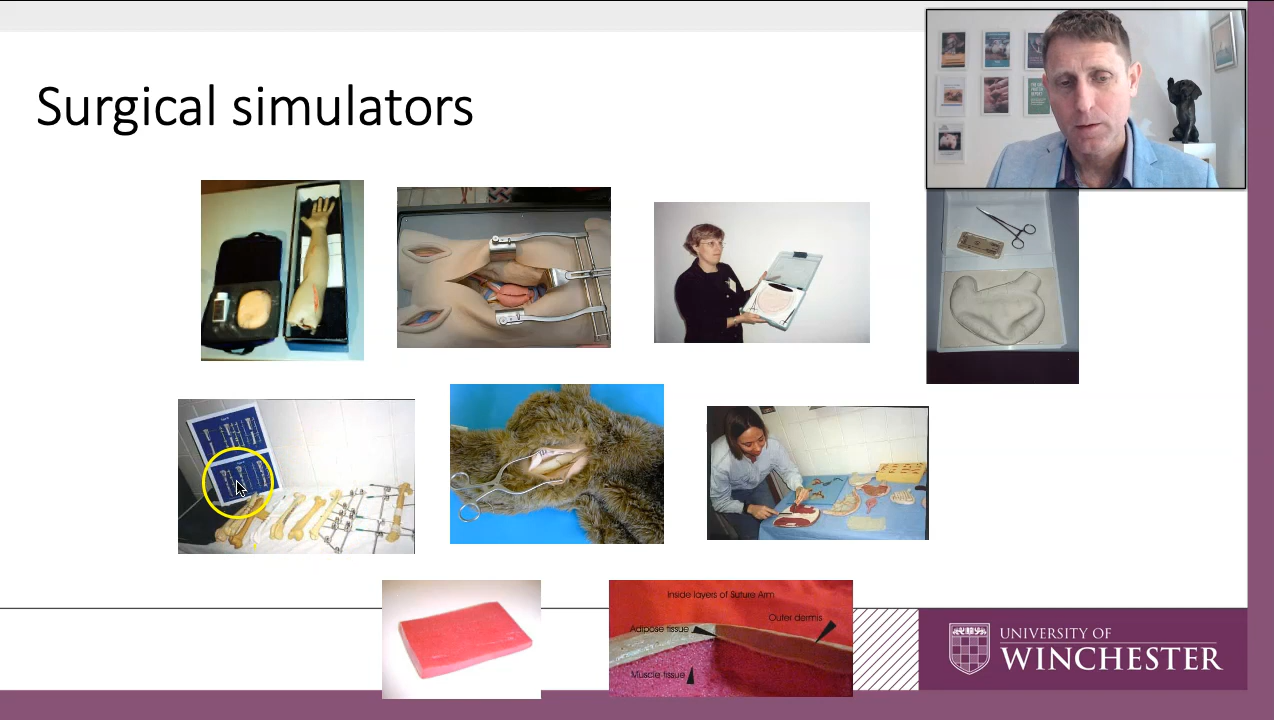 Surgical simulators
Inside layers of Suture Arm
Outer dermis
Adipose tissue
Muscle tissue
UNIVERSITY OF
WINCHESTER